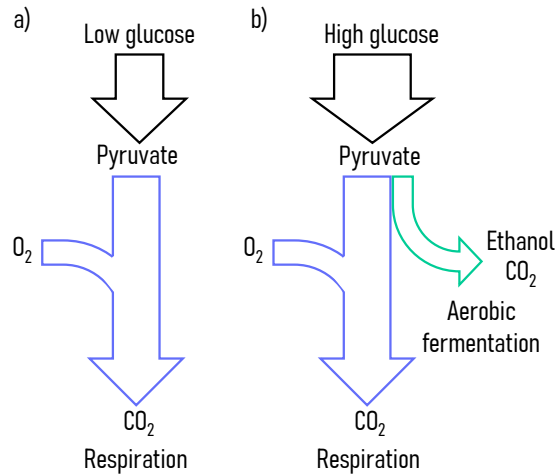 a)
Low glucose
Pyruvate
O₂
CO₂
Respiration
b)
High glucose
Pyruvate
O₂
Ethanol
CO₂
Aerobic
fermentation
CO₂
Respiration